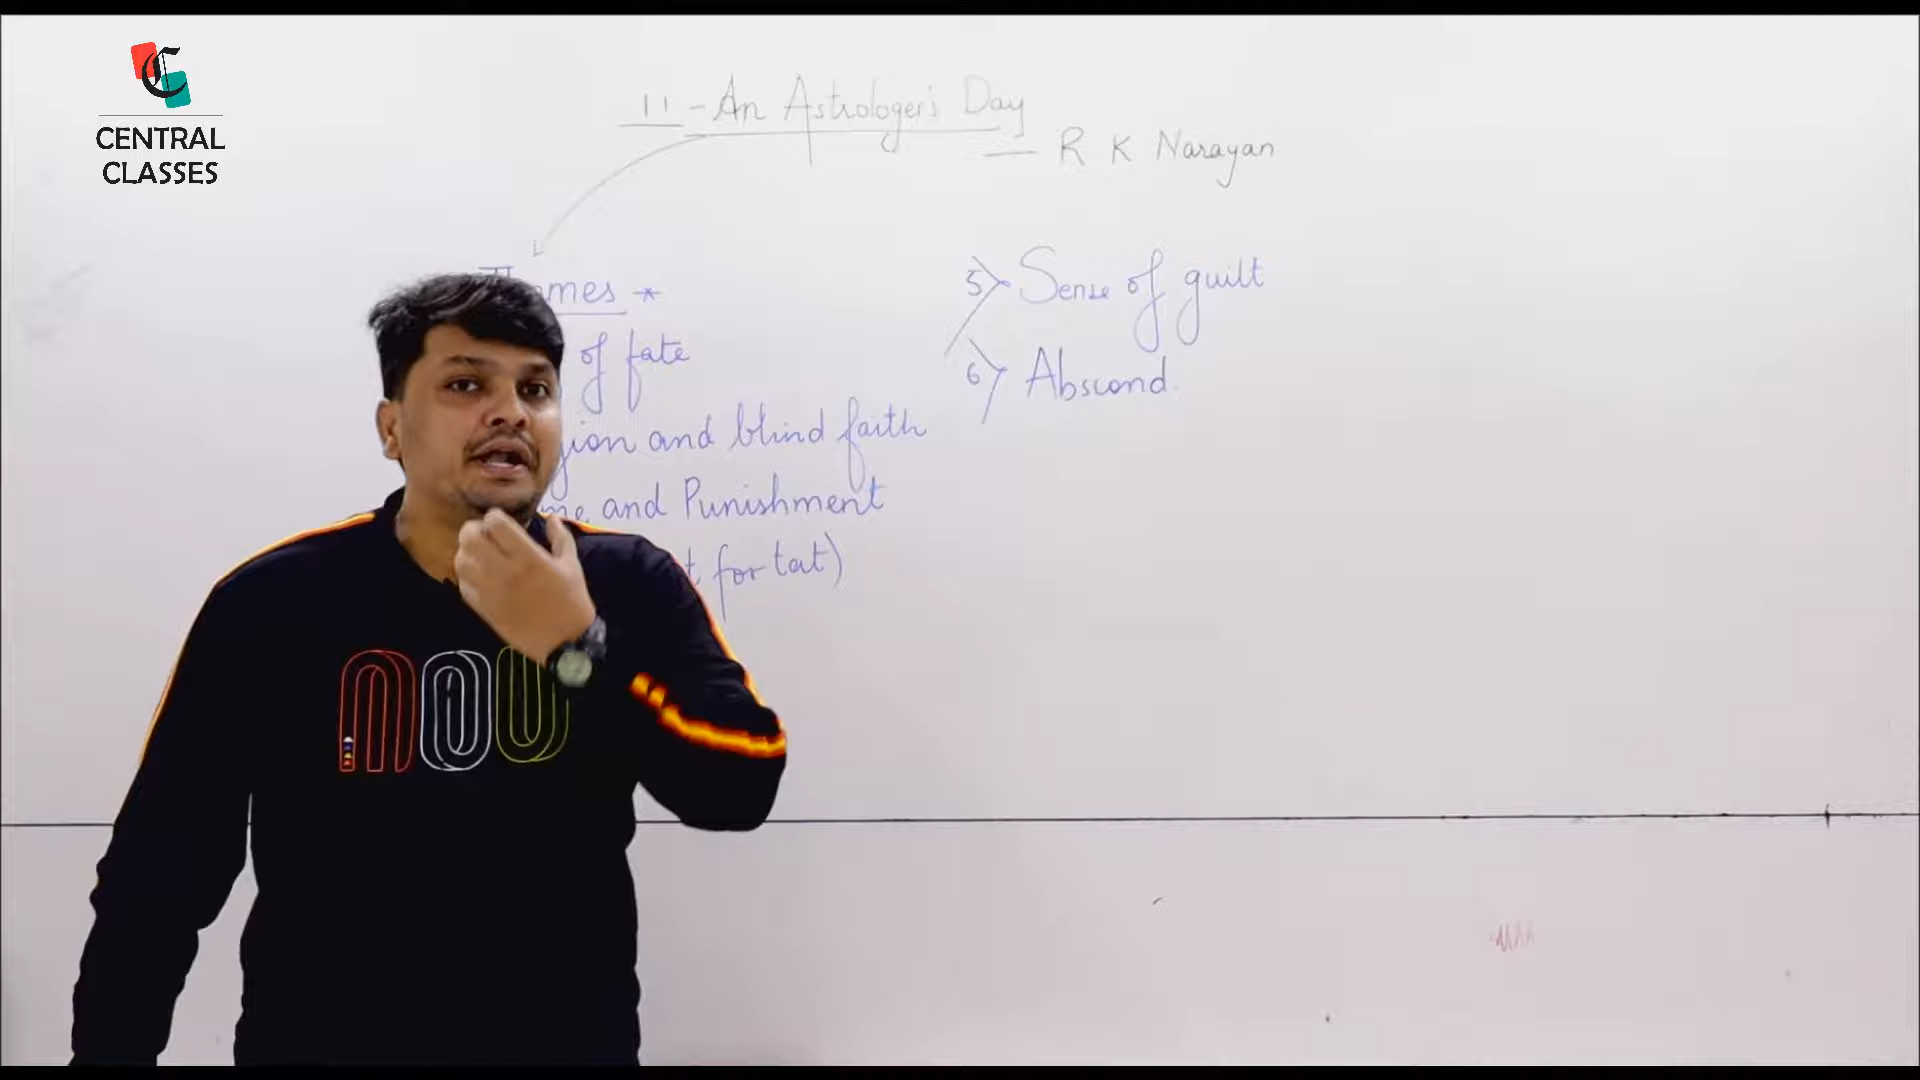 CENTRAL
CLASSES
11 - An Astrologer's Day
— R K Narayan
of fate
and blind faith
and Punishment
for tat)
5) Sense of guilt
6) Abscond.